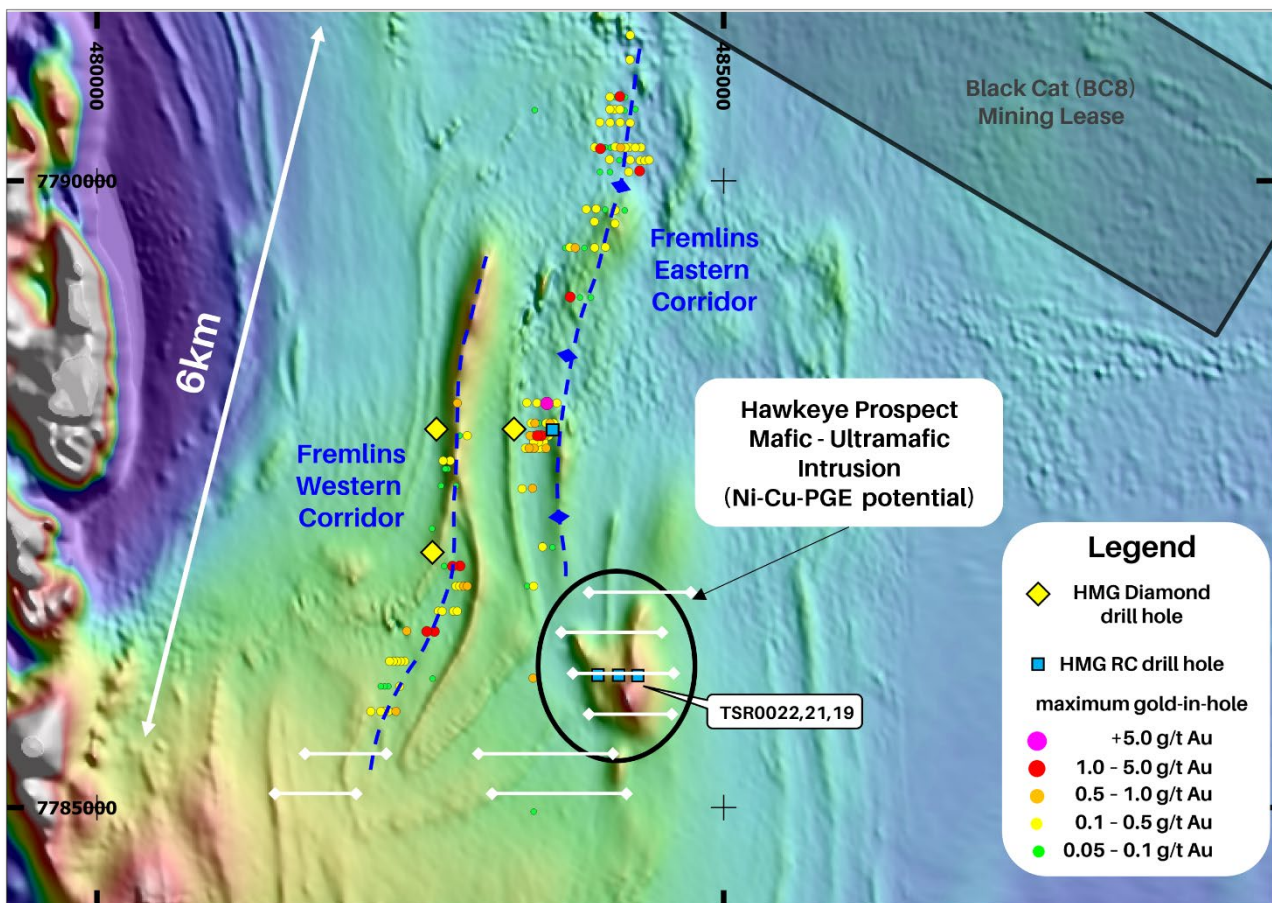 480000
485000
Black Cat (BC8)
Mining Lease
7790000
6km
Fremlins
Eastern
Corridor
Fremlins
Western
Corridor
Hawkeye Prospect
Mafic - Ultramafic
Intrusion
(Ni-Cu-PGE potential)
TSR0022,21,19
7785000
Legend
HMG Diamond
drill hole
HMG RC drill hole
maximum gold-in-hole
+5.0 g/t Au
1.0 - 5.0 g/t Au
0.5 - 1.0 g/t Au
0.1 - 0.5 g/t Au
0.05 - 0.1 g/t Au